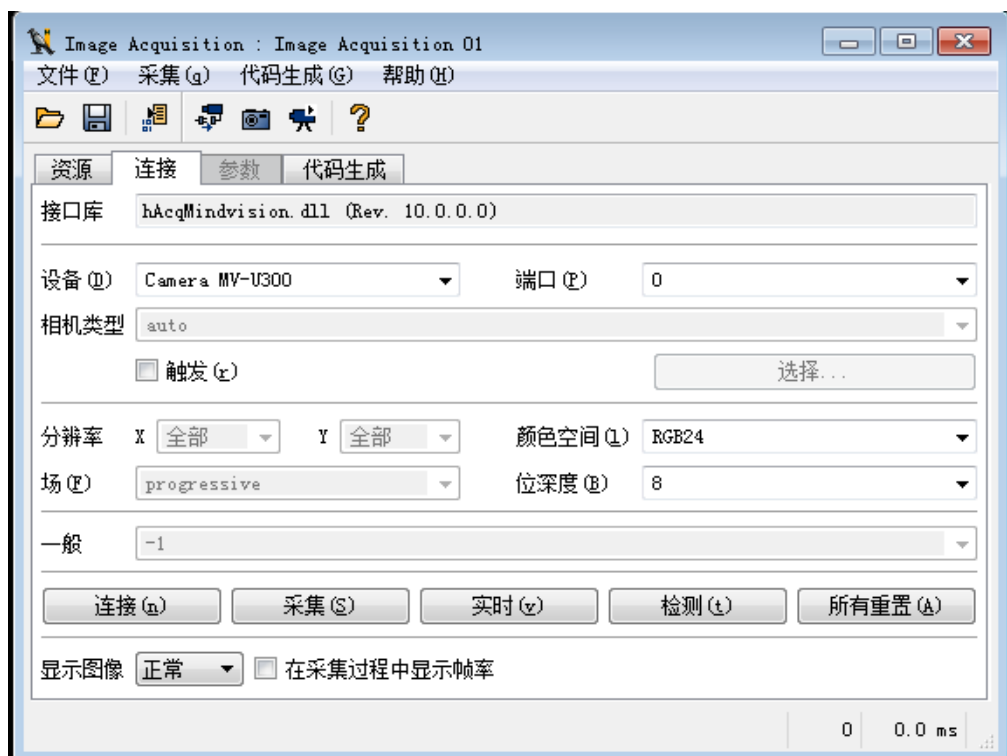 Image Acquisition : Image Acquisition 01
文件(F) 采集(q) 代码生成(G) 帮助(H)
资源 连接 参数 代码生成
接口库 hAcqMindvision.dll (Rev. 10.0.0.0)
设备(D) Camera MV-U300 端口(P) 0
相机类型 auto
触发(r) 选择...
分辨率 X 全部 Y 全部 颜色空间(l) RGB24
场(F) progressive 位深度(B) 8
一般 -1
连接(n) 采集(S) 实时(v) 检测(t) 所有重置(A)
显示图像 正常 在采集过程中显示帧率
0 0.0 ms